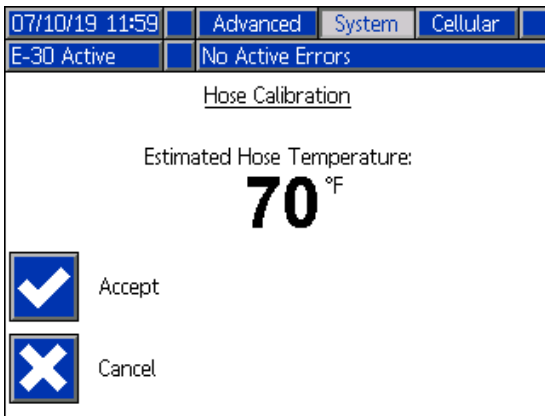 07/10/19 11:59 Advanced System Cellular
E-30 Active No Active Errors
Hose Calibration
Estimated Hose Temperature:
70 °F
Accept
Cancel